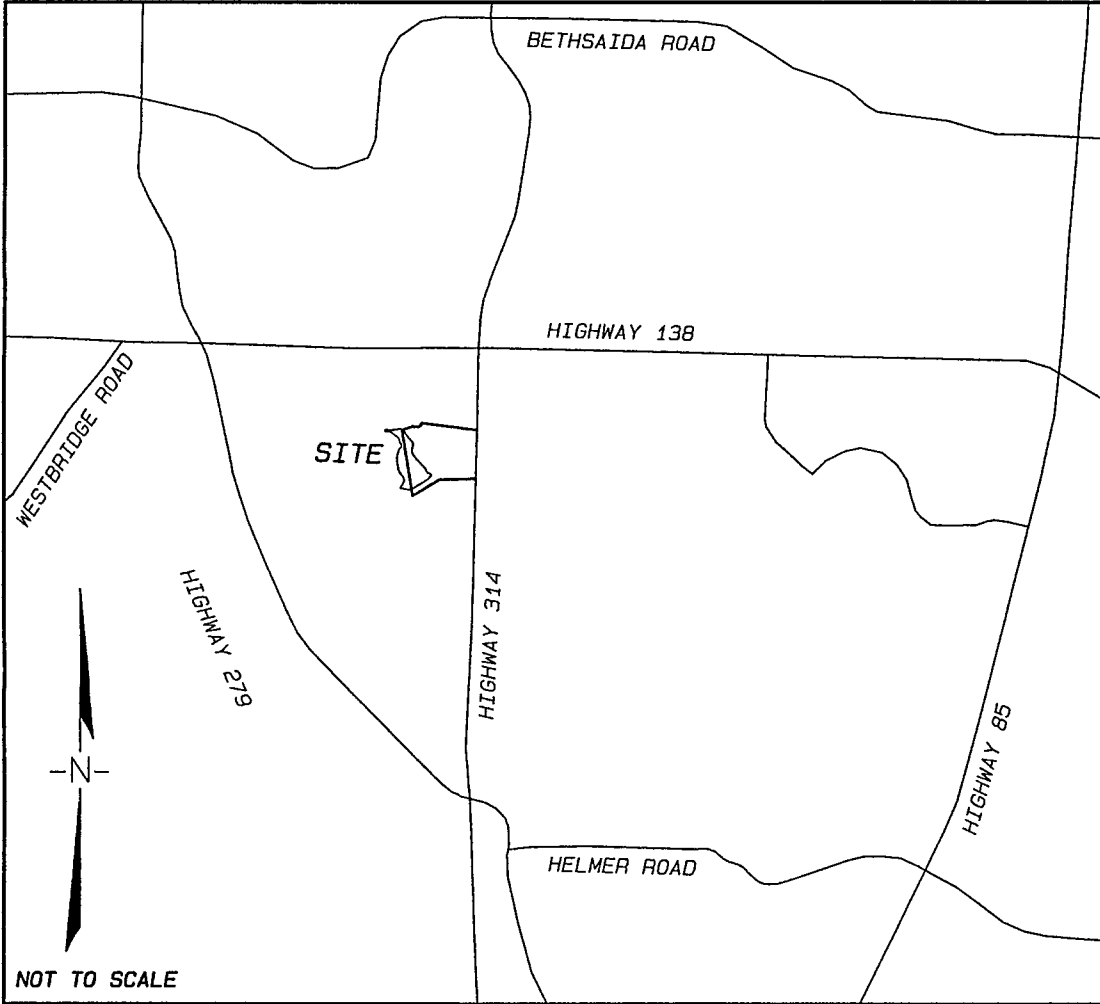 BETHSAIDA ROAD
HIGHWAY 138
WESTBRIDGE ROAD
SITE
HIGHWAY 279
HIGHWAY 314
HIGHWAY 85
-N-
HELMER ROAD
NOT TO SCALE